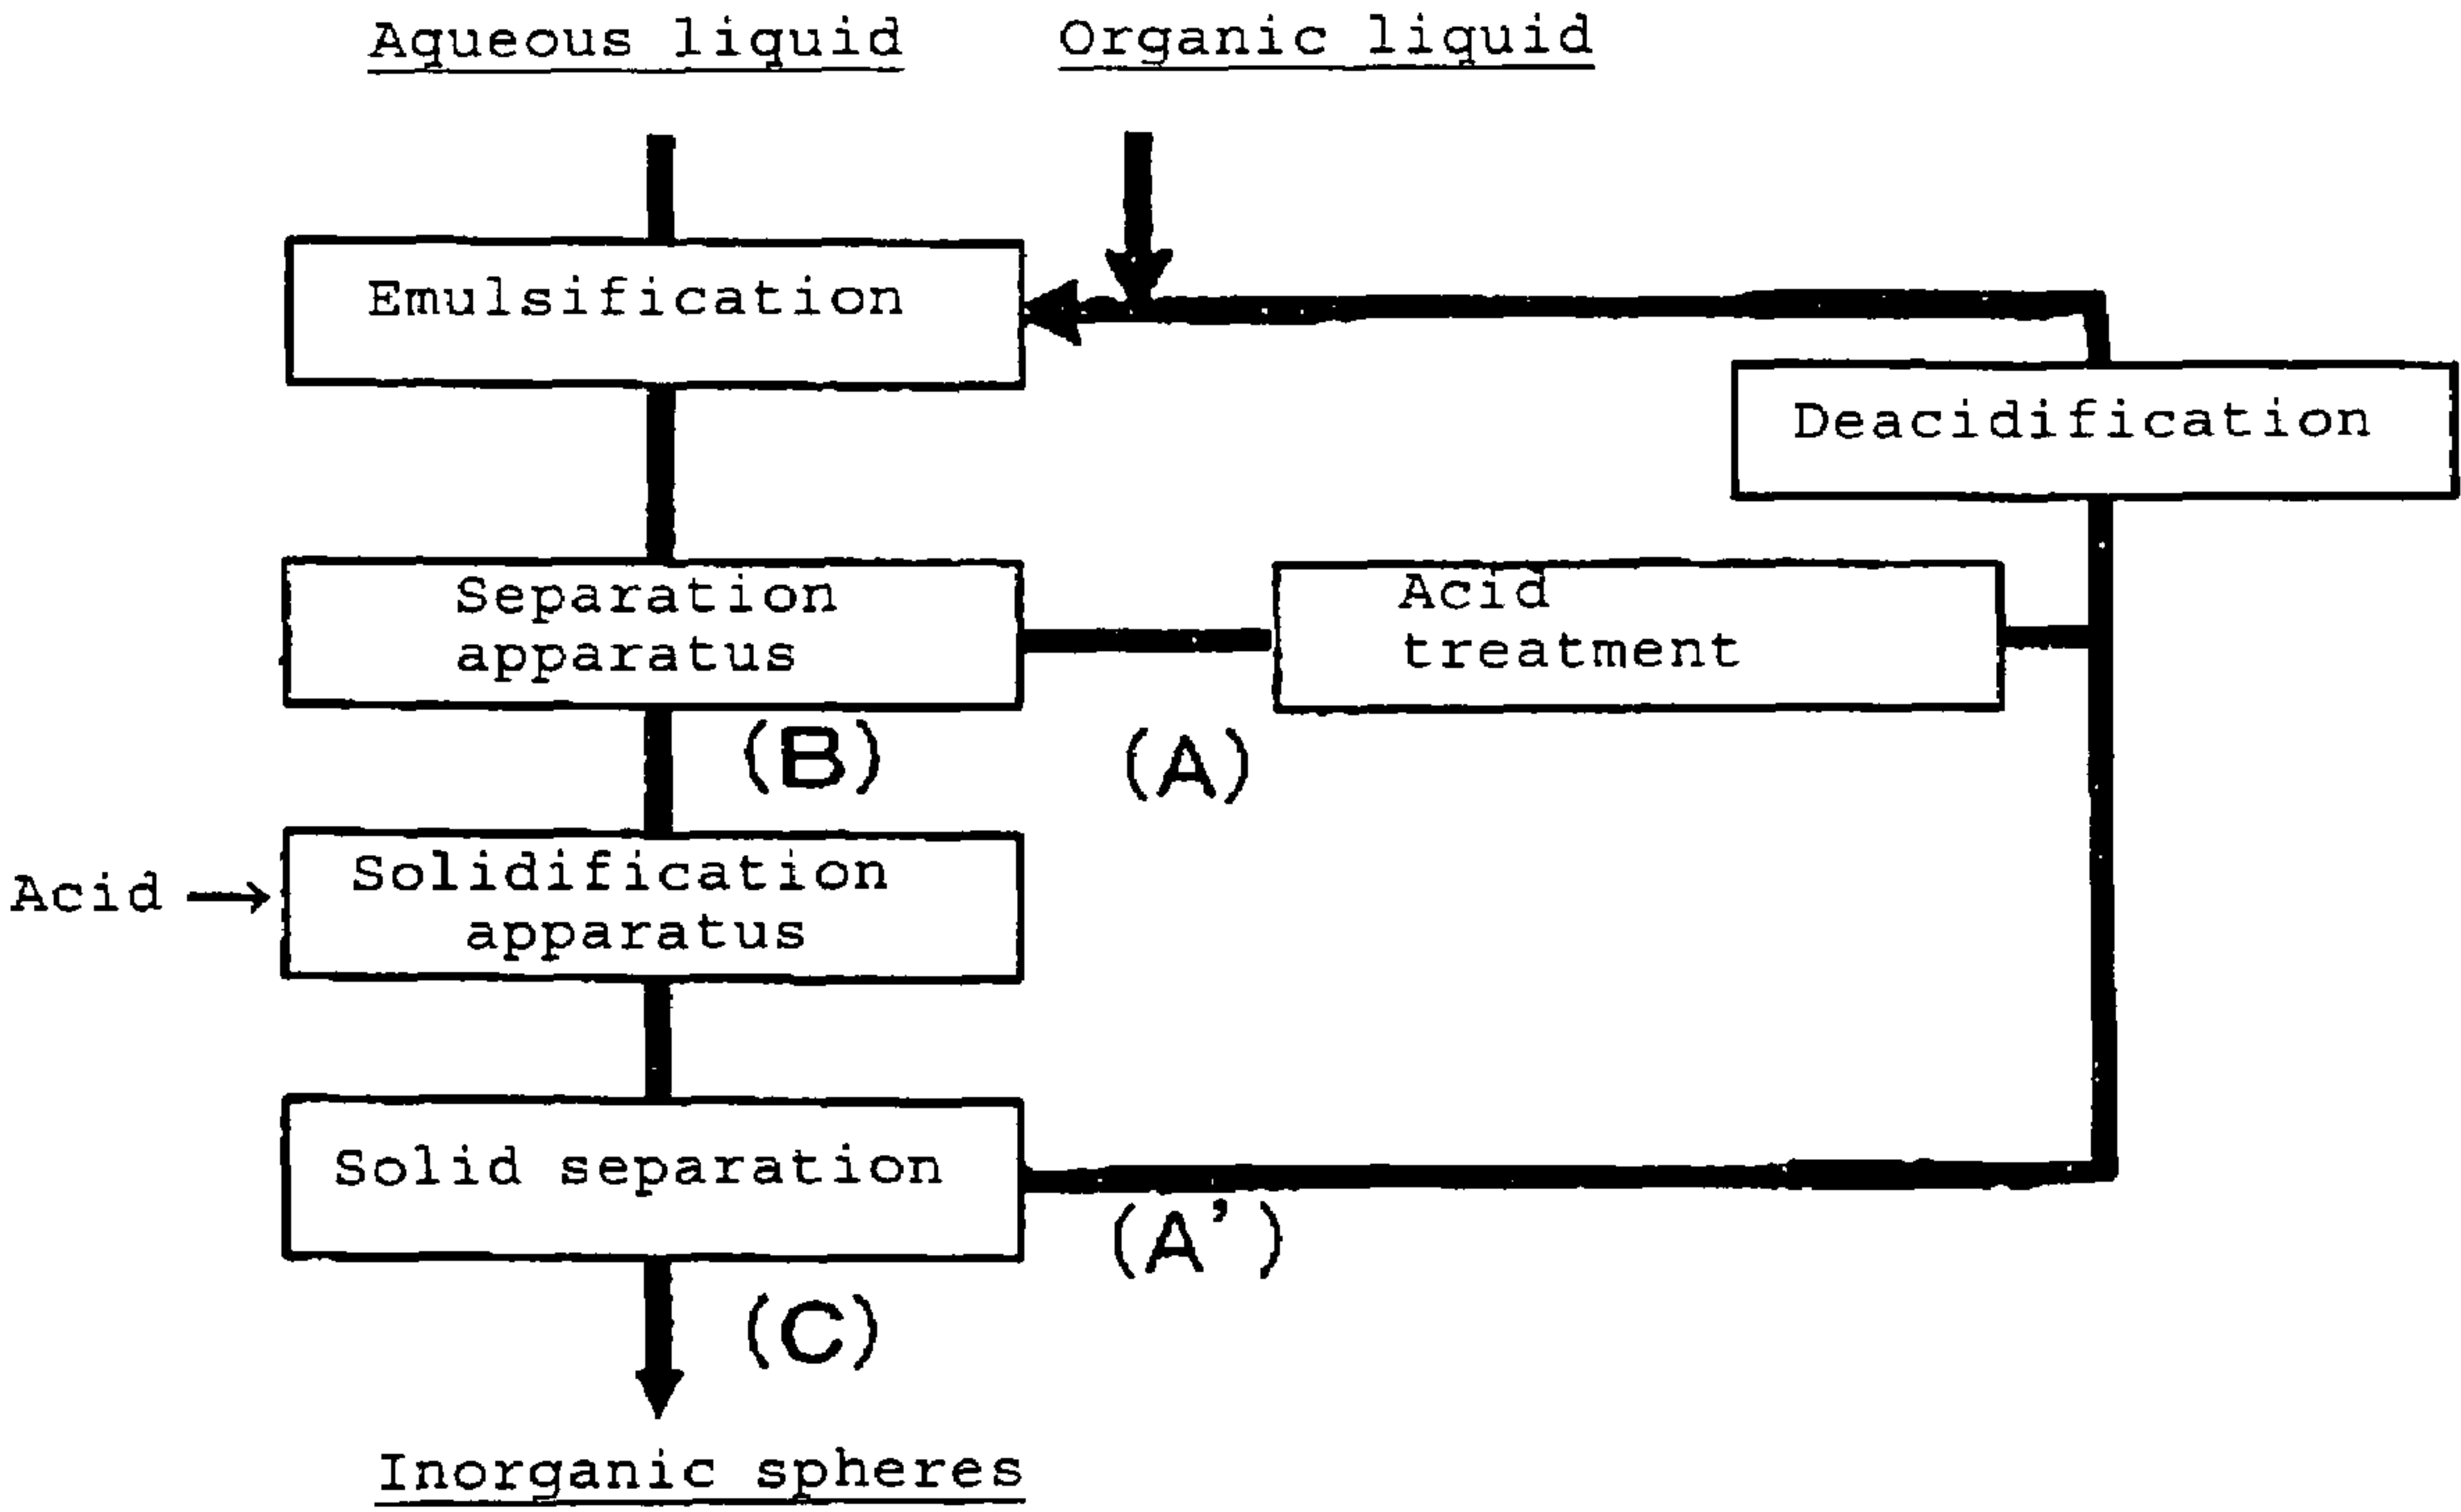 Aqueous liquid
Organic liquid
Emulsification
Deacidification
Separation
apparatus
Acid
treatment
(B)
(A)
Acid
Solidification
apparatus
Solid separation
(A')
(C)
Inorganic spheres